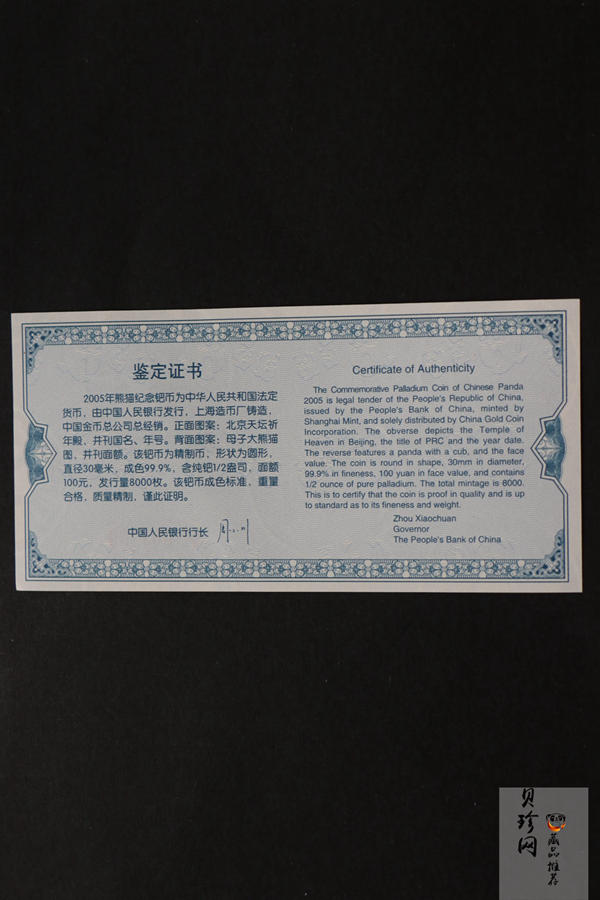 鉴定证书
2005年熊猫纪念钯币为中华人民共和国法定
货币，由中国人民银行发行，上海造币厂铸造，
中国金币总公司总经销。正面图案：北京天坛祈
年殿，并刊国名、年号。背面图案：母子大熊猫
图，并刊面额。该钯币为精制币，形状为圆形，
直径30毫米，成色99.9%，含纯钯1/2盎司，面额
100元，发行量8000枚。该钯币成色标准，重量
合格，质量精制，谨此证明。
中国人民银行行长
Certificate of Authenticity
The Commemorative Palladium Coin of Chinese Panda
2005 is legal tender of the People's Republic of China,
issued by the People's Bank of China, minted by
Shanghai Mint, and solely distributed by China Gold Coin
Incorporation. The obverse depicts the Temple of
Heaven in Beijing, the title of PRC and the year date.
The reverse features a panda with a cub, and the face
value. The coin is round in shape, 30mm in diameter,
99.9% in fineness, 100 yuan in face value, and contains
1/2 ounce of pure palladium. The total mintage is 8000.
This is to certify that the coin is proof in quality and is up
to standard as to its fineness and weight.
Zhou Xiaochuan
Governor
The People's Bank of China
贝珍网
藏品
推荐